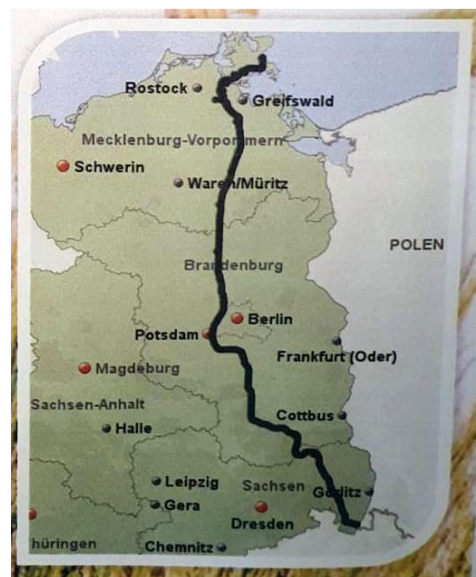 Rostock
Greifswald
Mecklenburg-Vorpommern
Schwerin
Waren/Müritz
POLEN
Brandenburg
Berlin
Potsdam
Frankfurt (Oder)
Magdeburg
Sachsen-Anhalt
Cottbus
Halle
Leipzig
Sachsen
Görlitz
Gera
Dresden
hüringen
Chemnitz